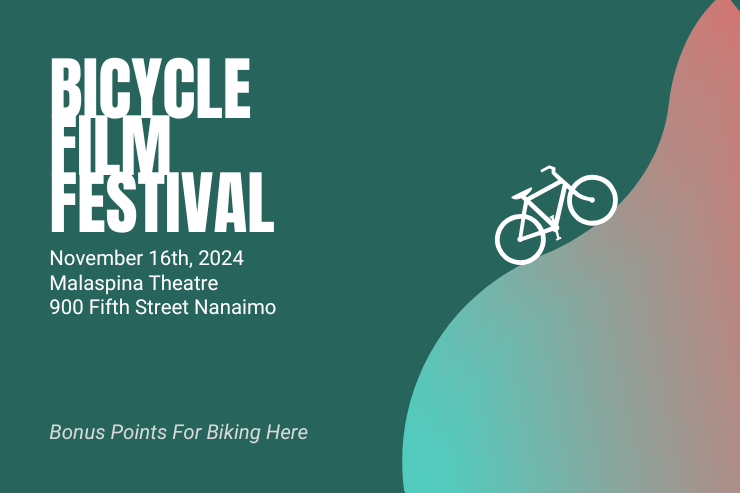 BICYCLE
FILM
FESTIVAL
November 16th, 2024
Malaspina Theatre
900 Fifth Street Nanaimo
Bonus Points For Biking Here